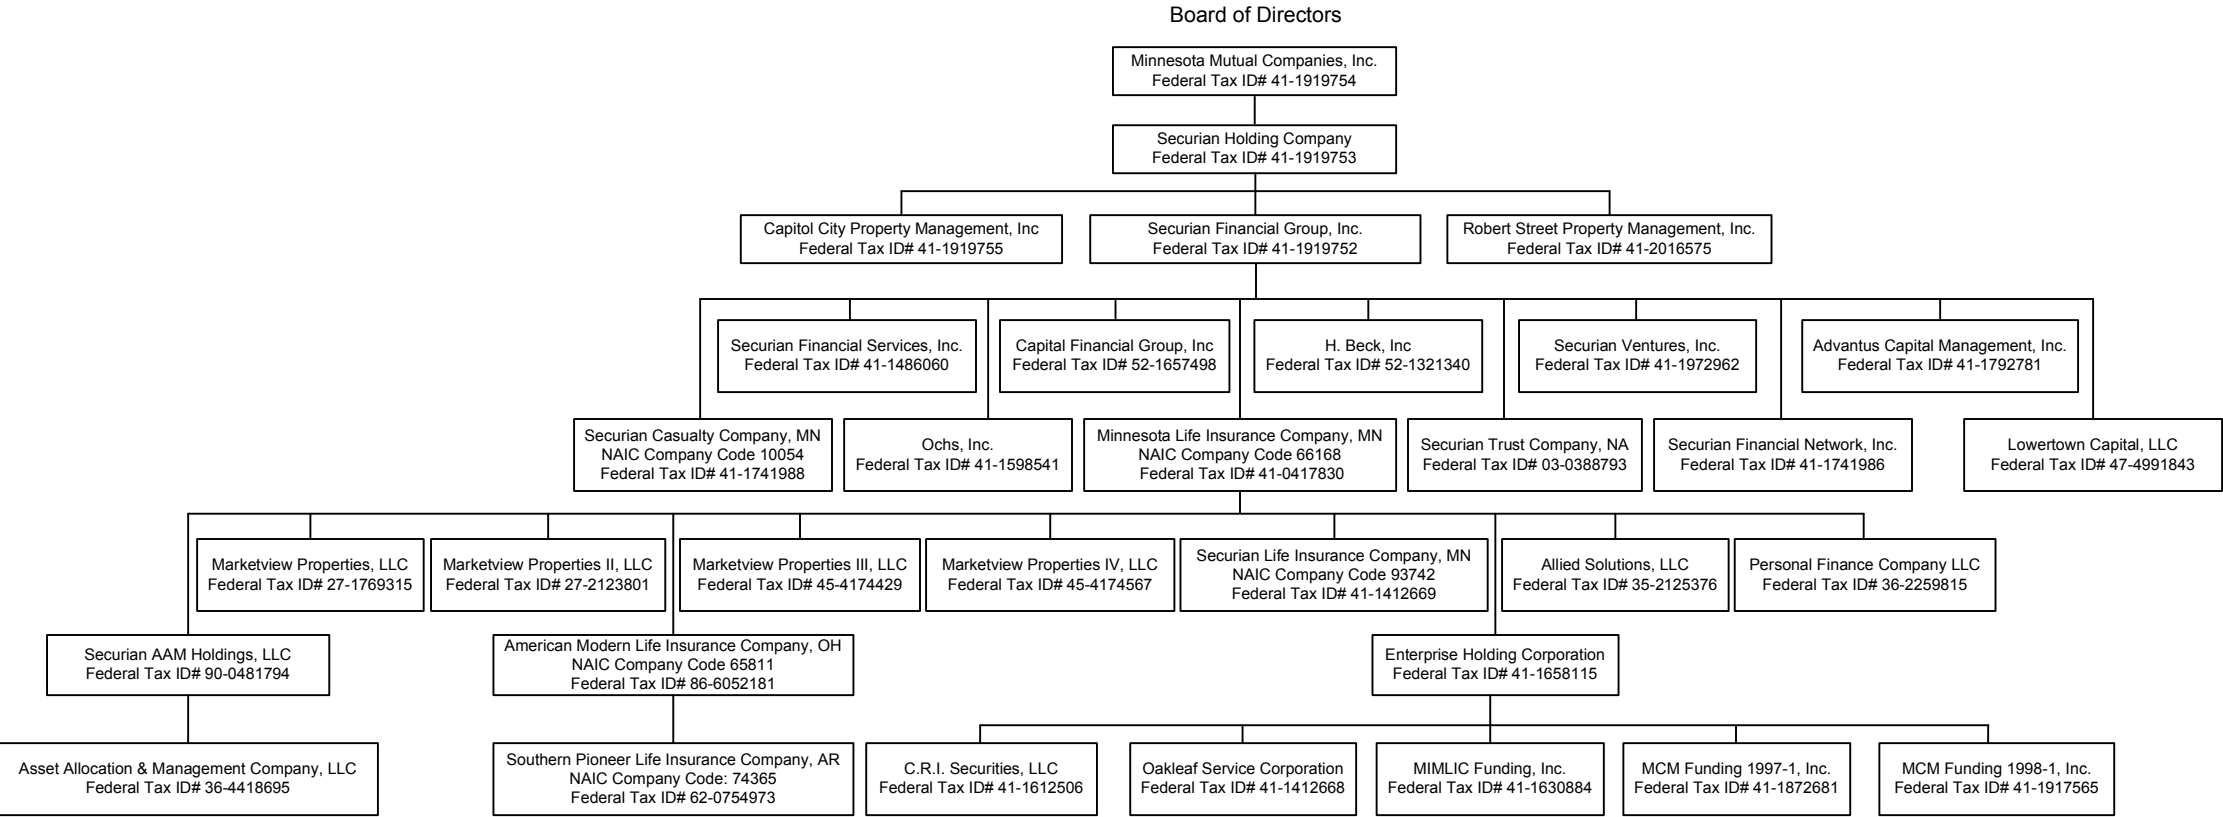 Board of Directors
Minnesota Mutual Companies, Inc.
Federal Tax ID# 41-1919754
Securian Holding Company
Federal Tax ID# 41-1919753
Capitol City Property Management, Inc
Federal Tax ID# 41-1919755
Securian Financial Group, Inc.
Federal Tax ID# 41-1919752
Robert Street Property Management, Inc.
Federal Tax ID# 41-2016575
Securian Financial Services, Inc.
Federal Tax ID# 41-1486060
Capital Financial Group, Inc
Federal Tax ID# 52-1657498
H. Beck, Inc
Federal Tax ID# 52-1321340
Securian Ventures, Inc.
Federal Tax ID# 41-1972962
Advantus Capital Management, Inc.
Federal Tax ID# 41-1792781
Securian Casualty Company, MN
NAIC Company Code 10054
Federal Tax ID# 41-1741988
Ochs, Inc.
Federal Tax ID# 41-1598541
Minnesota Life Insurance Company, MN
NAIC Company Code 66168
Federal Tax ID# 41-0417830
Securian Trust Company, NA
Federal Tax ID# 03-0388793
Securian Financial Network, Inc.
Federal Tax ID# 41-1741986
Lowertown Capital, LLC
Federal Tax ID# 47-4991843
Marketview Properties, LLC
Federal Tax ID# 27-1769315
Marketview Properties II, LLC
Federal Tax ID# 27-2123801
Marketview Properties III, LLC
Federal Tax ID# 45-4174429
Marketview Properties IV, LLC
Federal Tax ID# 45-4174567
Securian Life Insurance Company, MN
NAIC Company Code 93742
Federal Tax ID# 41-1412669
Allied Solutions, LLC
Federal Tax ID# 35-2125376
Personal Finance Company LLC
Federal Tax ID# 36-2259815
Securian AAM Holdings, LLC
Federal Tax ID# 90-0481794
American Modern Life Insurance Company, OH
NAIC Company Code 65811
Federal Tax ID# 86-6052181
Enterprise Holding Corporation
Federal Tax ID# 41-1658115
Asset Allocation & Management Company, LLC
Federal Tax ID# 36-4418695
Southern Pioneer Life Insurance Company, AR
NAIC Company Code: 74365
Federal Tax ID# 62-0754973
C.R.I. Securities, LLC
Federal Tax ID# 41-1612506
Oakleaf Service Corporation
Federal Tax ID# 41-1412668
MIMLIC Funding, Inc.
Federal Tax ID# 41-1630884
MCM Funding 1997-1, Inc.
Federal Tax ID# 41-1872681
MCM Funding 1998-1, Inc.
Federal Tax ID# 41-1917565